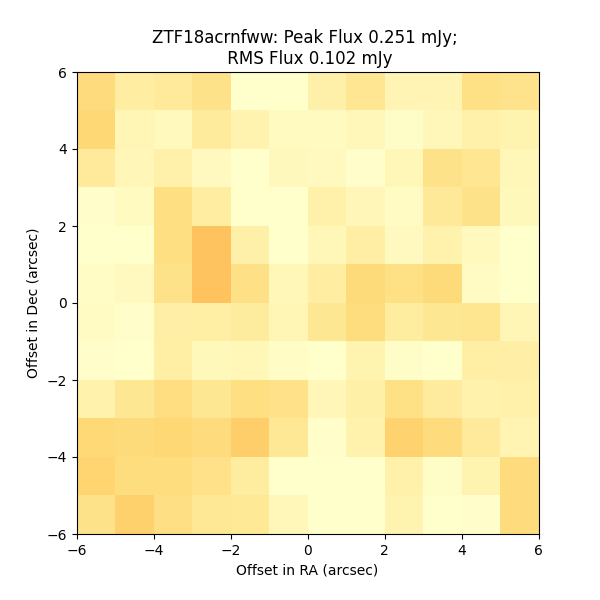 ZTF18acrnfww: Peak Flux 0.251 mJy;
RMS Flux 0.102 mJy
6
4
2
0
−2
−4
−6
Offset in Dec (arcsec)
−6 −4 −2 0 2 4 6
Offset in RA (arcsec)